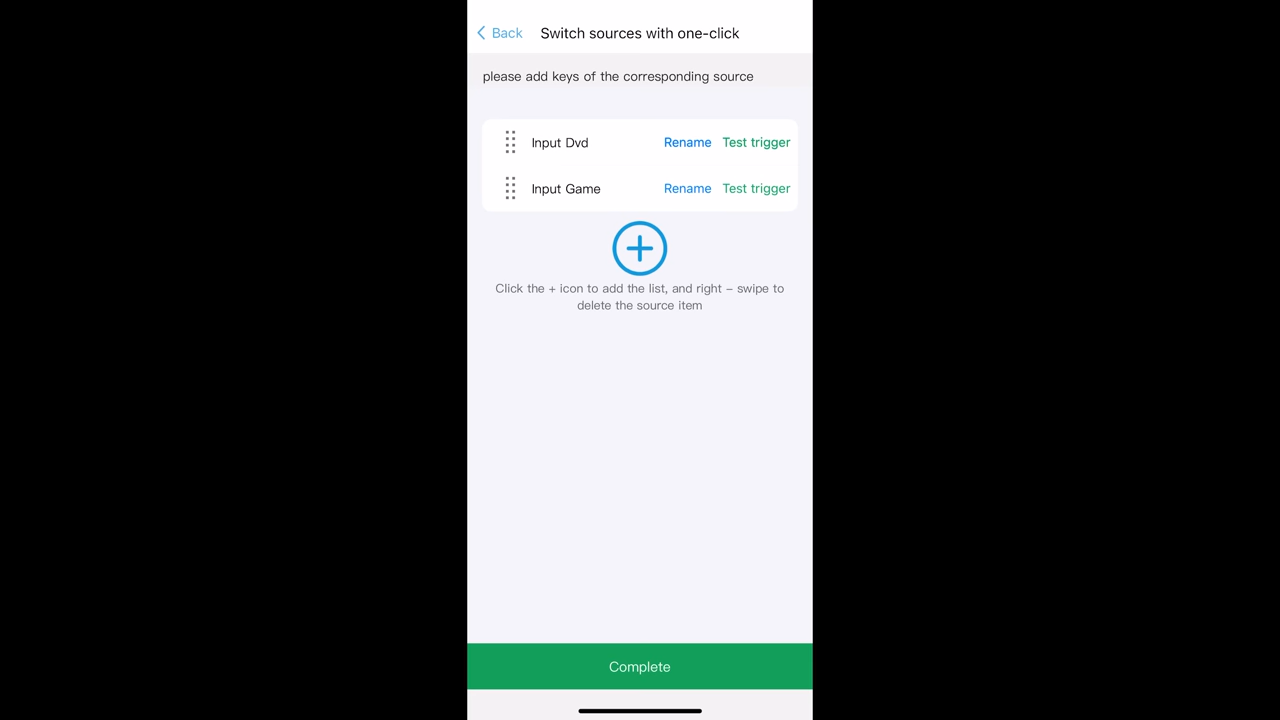 Back
Switch sources with one-click
please add keys of the corresponding source
Input Dvd Rename Test trigger
Input Game Rename Test trigger
Click the + icon to add the list, and right – swipe to
delete the source item
Complete